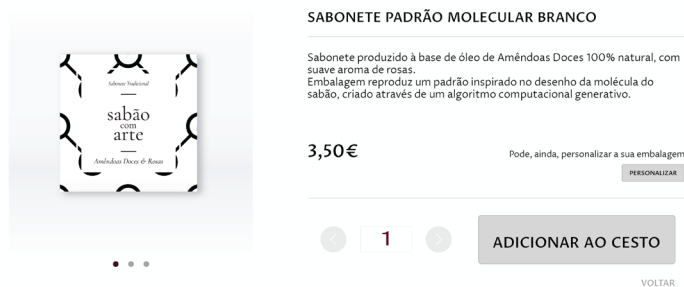 SABONETE PADRÃO MOLECULAR BRANCO
Sabonete produzido à base de óleo de Amêndoas Doces 100% natural, com
suave aroma de rosas.
Embalagem reproduz um padrão inspirado no desenho da molécula do
sabão, criado através de um algoritmo computacional generativo.
Sabonete Tradicional
sabão
com
arte
Amêndoas Doces & Rosas
3,50€
Pode, ainda, personalizar a sua embalagem
PERSONALIZAR
1
ADICIONAR AO CESTO
VOLTAR